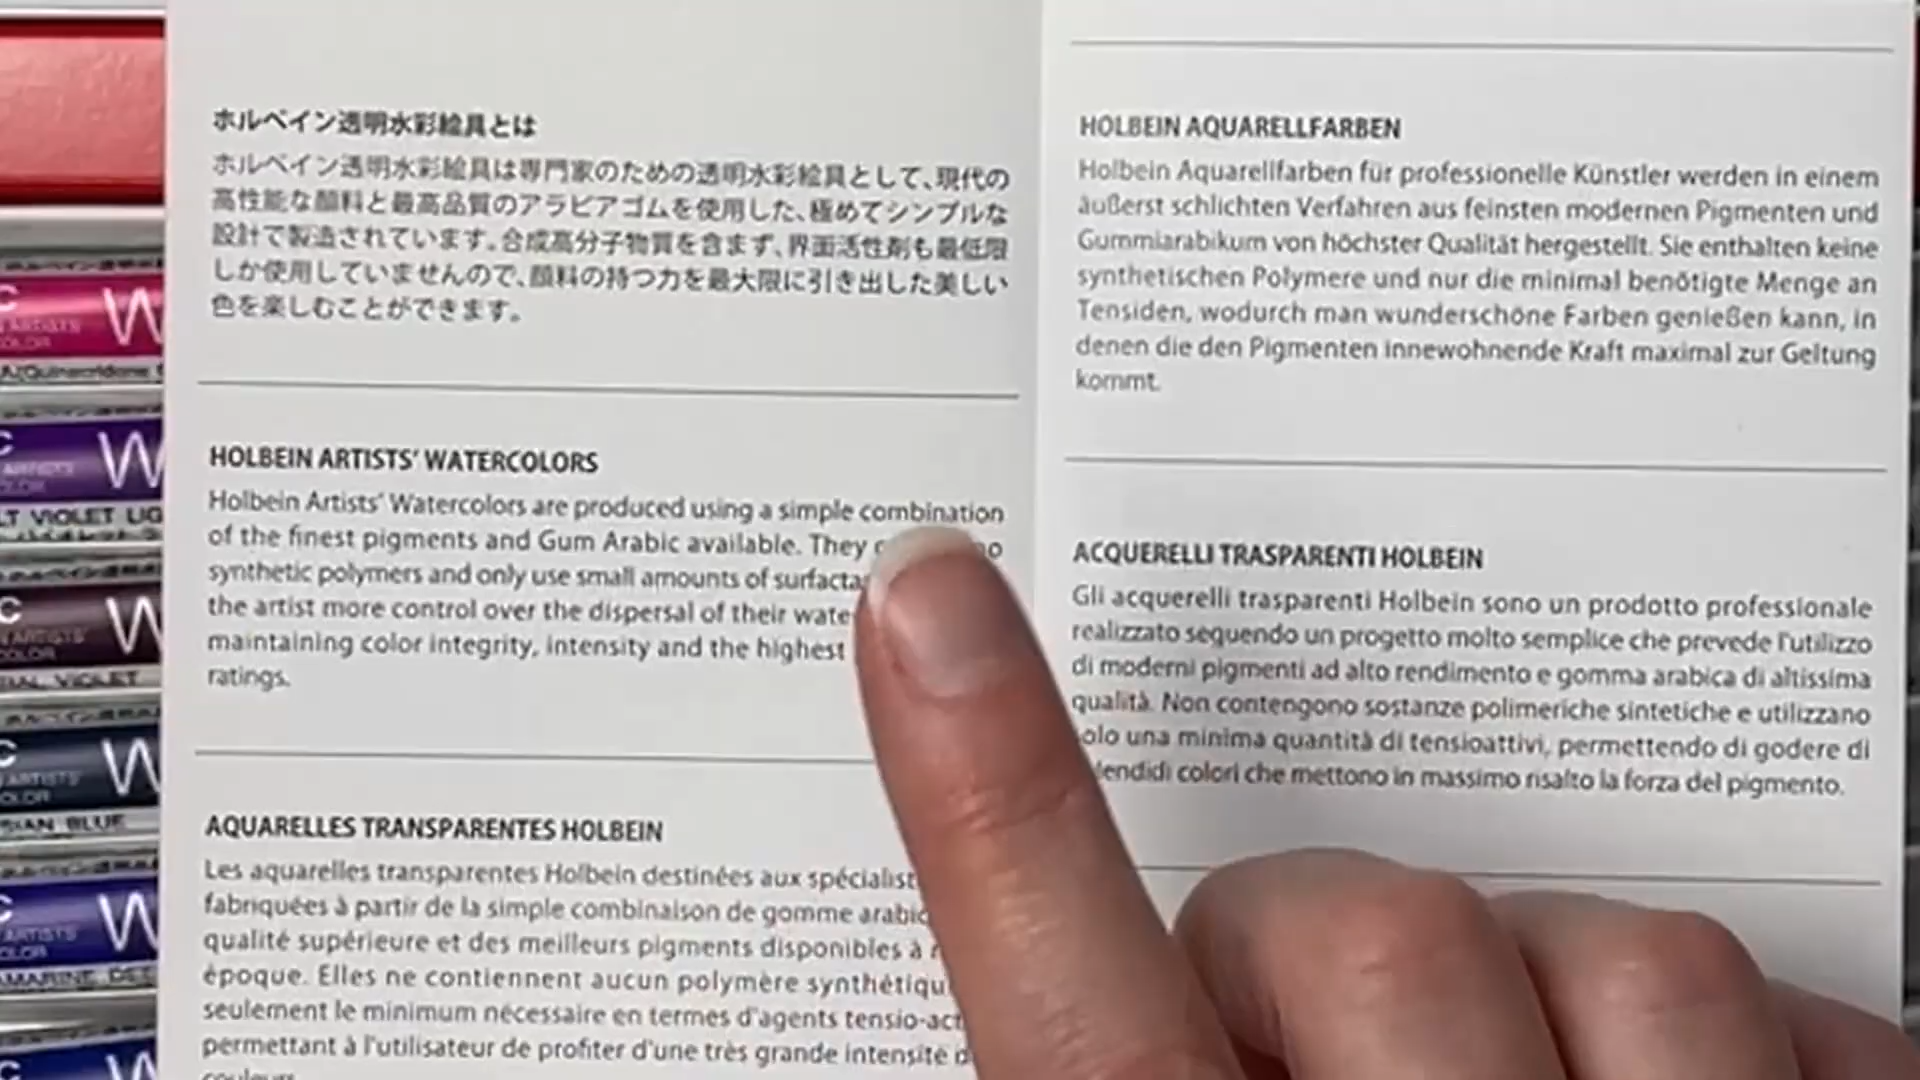 ホルベイン透明水彩絵具とは
ホルベイン透明水彩絵具は専門家のための透明水彩絵具として、現代の
高性能な顔料と最高品質のアラビアゴムを使用した、極めてシンプルな
設計で製造されています。合成高分子物質を含まず、界面活性剤も最低限
しか使用していませんので、顔料の持つ力を最大限に引き出した美しい
色を楽しむことができます。
HOLBEIN ARTISTS' WATERCOLORS
Holbein Artists' Watercolors are produced using a simple combination
of the finest pigments and Gum Arabic available. They
synthetic polymers and only use small amounts of
the artist more control over the dispersal of their
maintaining color integrity, intensity and the highest
ratings.
AQUARELLES TRANSPARENTES HOLBEIN
Les aquarelles transparentes Holbein destinées aux
fabriquées à partir de la simple combinaison de gomme
qualité supérieure et des meilleurs pigments disponibles à
époque. Elles ne contiennent aucun polymère
seulement le minimum nécessaire en termes d'agents
permettant à l'utilisateur de profiter d'une très grande intensité
HOLBEIN AQUARELLFARBEN
Holbein Aquarellfarben für professionelle Künstler werden in einem
äußerst schlichten Verfahren aus feinsten modernen Pigmenten und
Gummiarabikum von höchster Qualität hergestellt. Sie enthalten keine
synthetischen Polymere und nur die minimal benötigte Menge an
Tensiden, wodurch man wunderschöne Farben genießen kann, in
denen die den Pigmenten innewohnende Kraft maximal zur Geltung
kommt.
ACQUERELLI TRASPARENTI HOLBEIN
Gli acquerelli trasparenti Holbein sono un prodotto professionale
realizzato seguendo un progetto molto semplice che prevede l'utilizzo
di moderni pigmenti ad alto rendimento e gomma arabica di altissima
qualità. Non contengono sostanze polimeriche sintetiche e utilizzano
una minima quantità di tensioattivi, permettendo di godere di
colori che mettono in massimo risalto la forza del pigmento.
W
W
VIOLET
W
VIOLET
W
BLUE
W
W